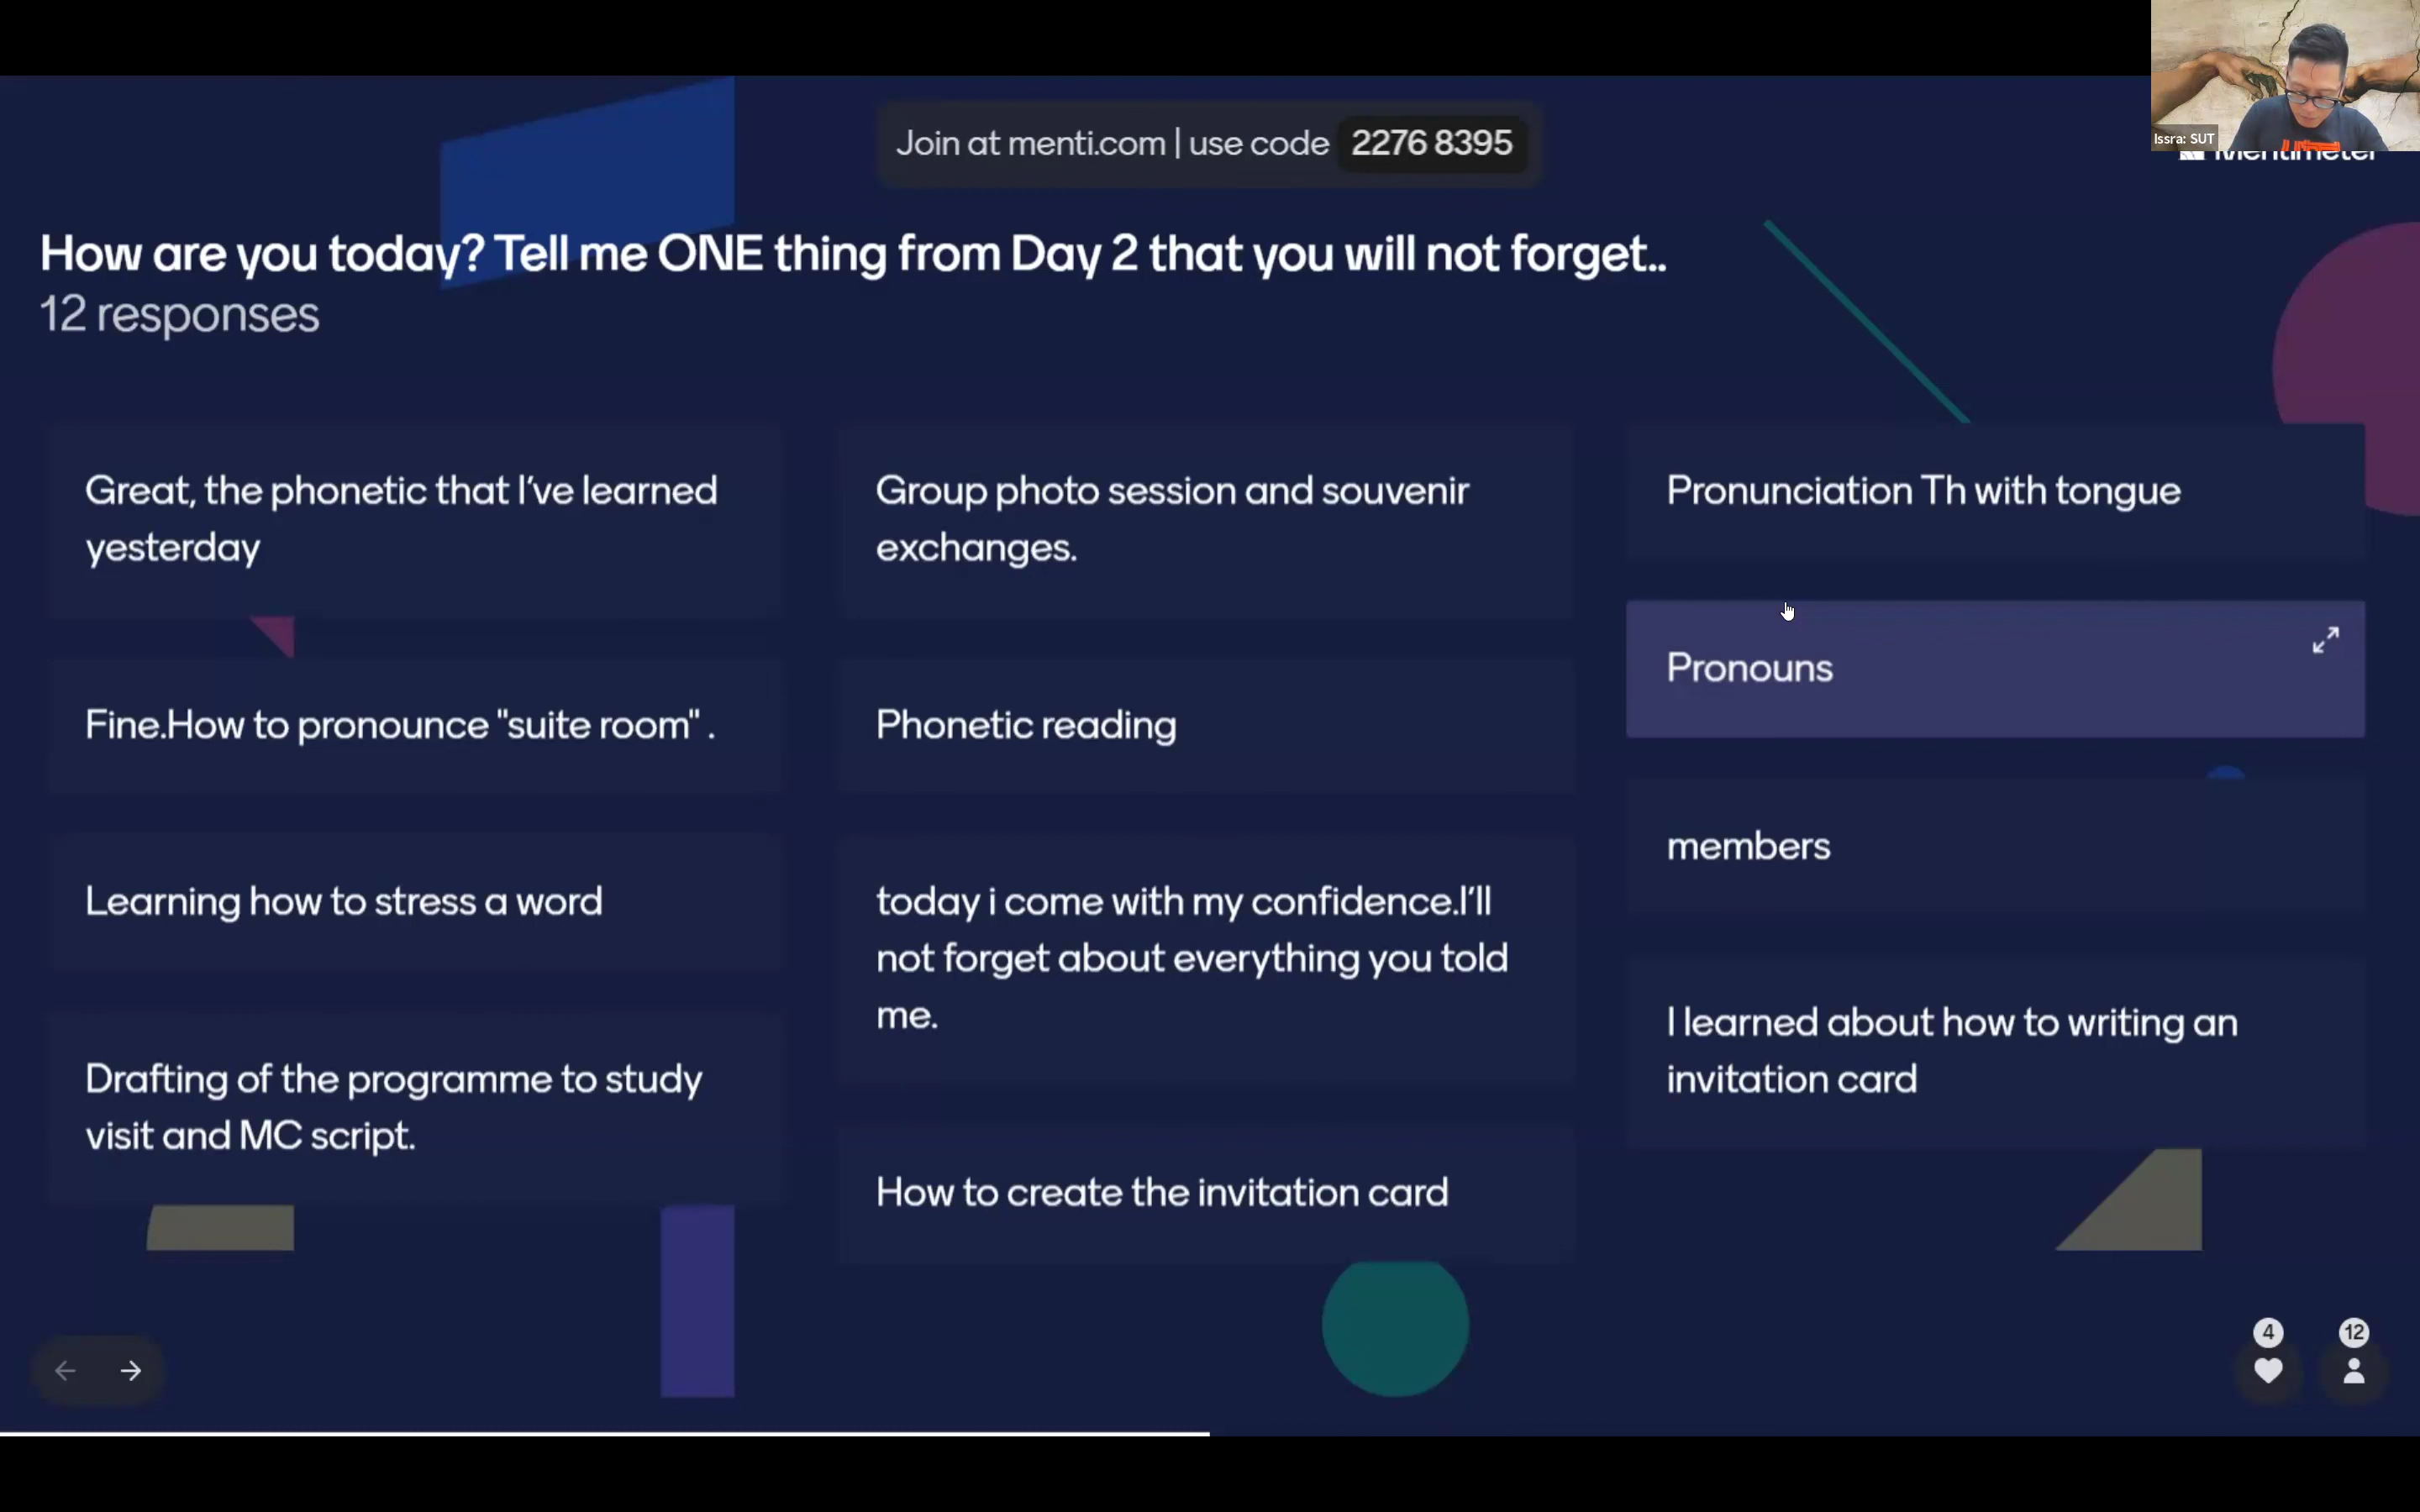 Issra: SUT
Join at menti.com | use code 2276 8395
Mentimeter
How are you today? Tell me ONE thing from Day 2 that you will not forget..
12 responses
Great, the phonetic that I've learned
yesterday
Fine.How to pronounce "suite room" .
Learning how to stress a word
Drafting of the programme to study
visit and MC script.
Group photo session and souvenir
exchanges.
Phonetic reading
today i come with my confidence.I'll
not forget about everything you told
me.
How to create the invitation card
Pronunciation Th with tongue
Pronouns
members
I learned about how to writing an
invitation card
4
12